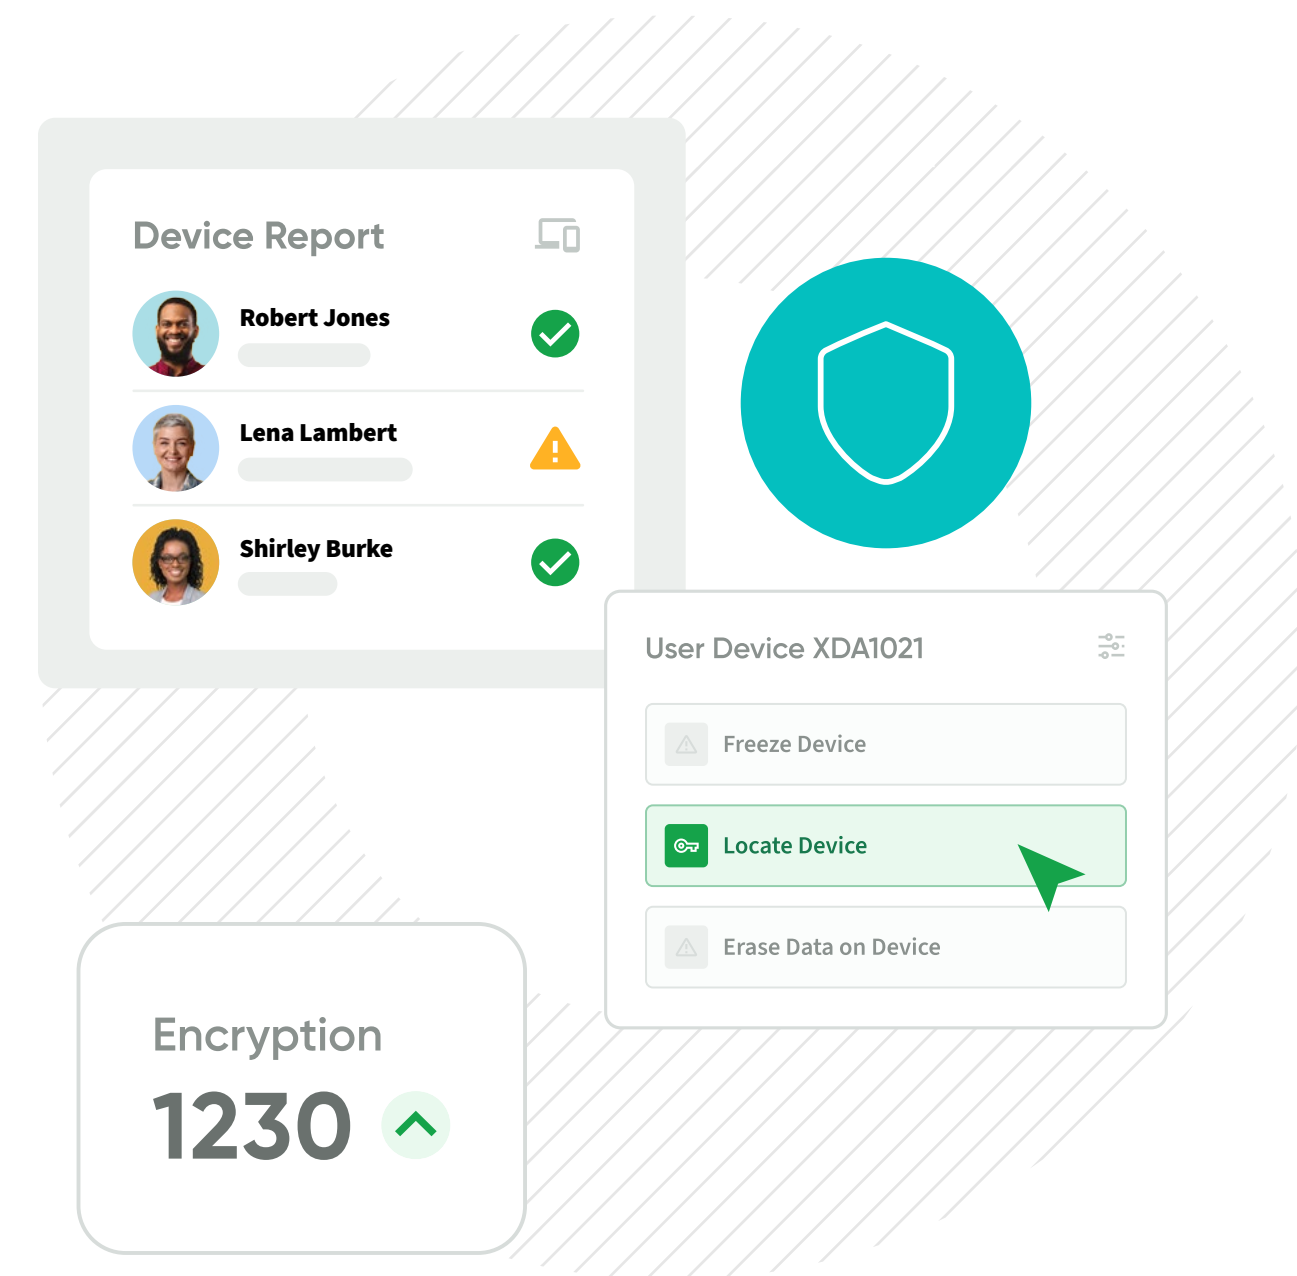 Device Report
Robert Jones
Lena Lambert
Shirley Burke
User Device XDA1021
Freeze Device
Locate Device
Erase Data on Device
Encryption
1230